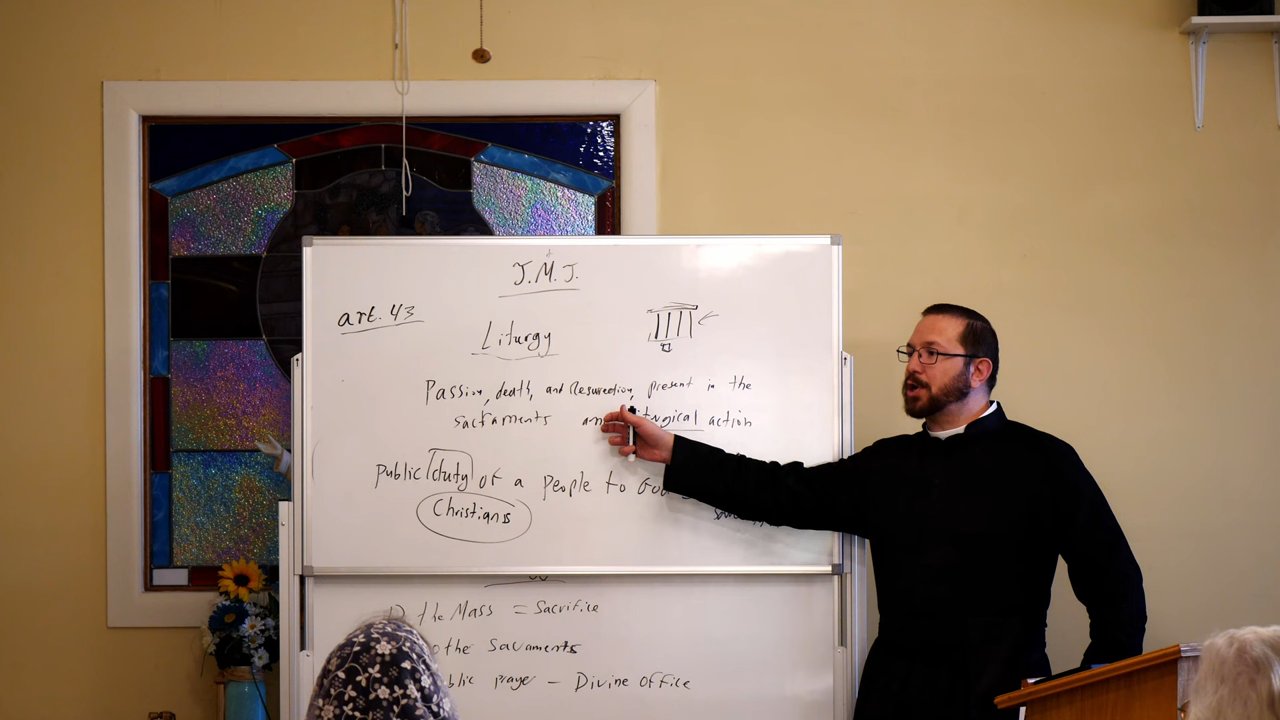 J.M.J.
art. 43
Liturgy
Passion, death, and Resurrection, present in the
sacraments and liturgical action
public duty of a people to God
Christians
the Mass = Sacrifice
the Sacraments
prayer - Divine Office